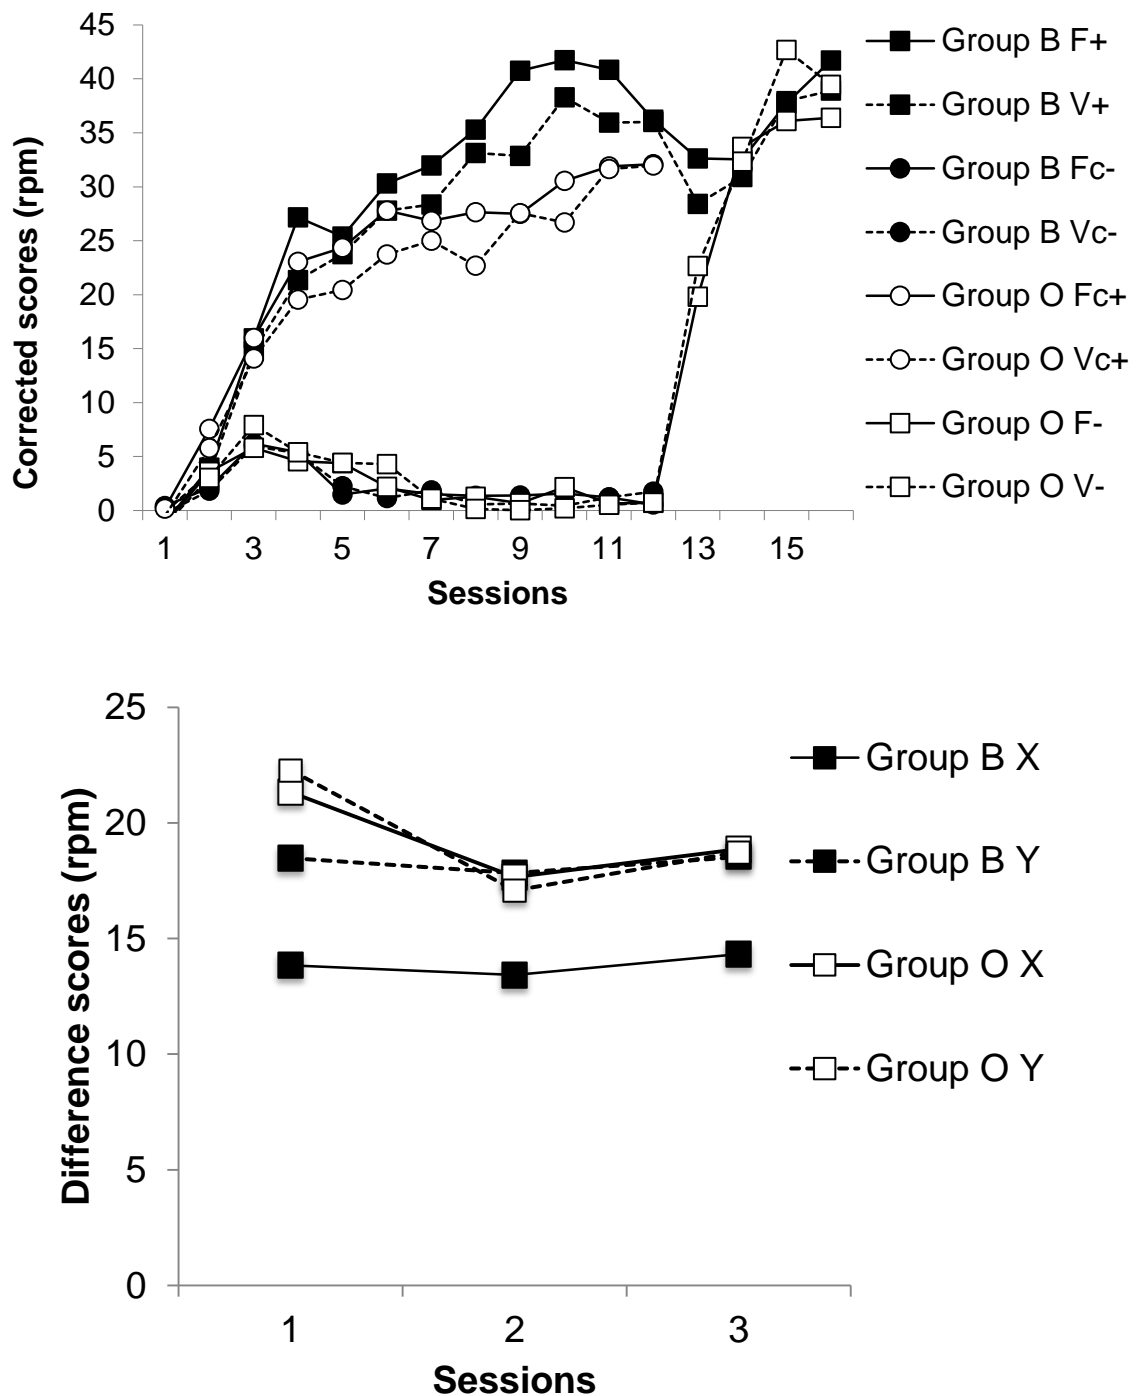 45
40
35
30
25
20
15
10
5
0
Corrected scores (rpm)
1 3 5 7 9 11 13 15
Sessions
Group B F+
Group B V+
Group B Fc-
Group B Vc-
Group O Fc+
Group O Vc+
Group O F-
Group O V-
25
20
15
10
5
0
Difference scores (rpm)
1 2 3
Sessions
Group B X
Group B Y
Group O X
Group O Y